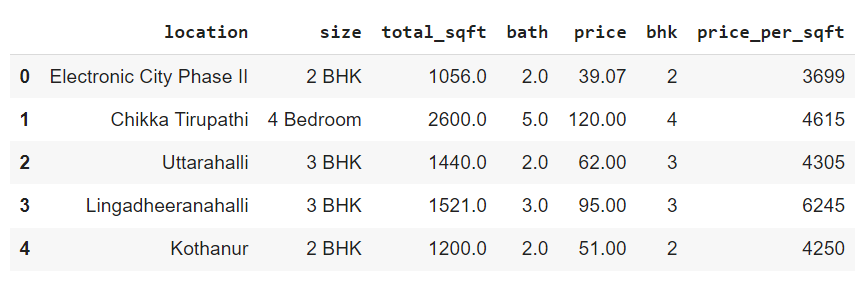 location size total_sqft bath price bhk price_per_sqft
0 Electronic City Phase II 2 BHK 1056.0 2.0 39.07 2 3699
1 Chikka Tirupathi 4 Bedroom 2600.0 5.0 120.00 4 4615
2 Uttarahalli 3 BHK 1440.0 2.0 62.00 3 4305
3 Lingadheeranahalli 3 BHK 1521.0 3.0 95.00 3 6245
4 Kothanur 2 BHK 1200.0 2.0 51.00 2 4250